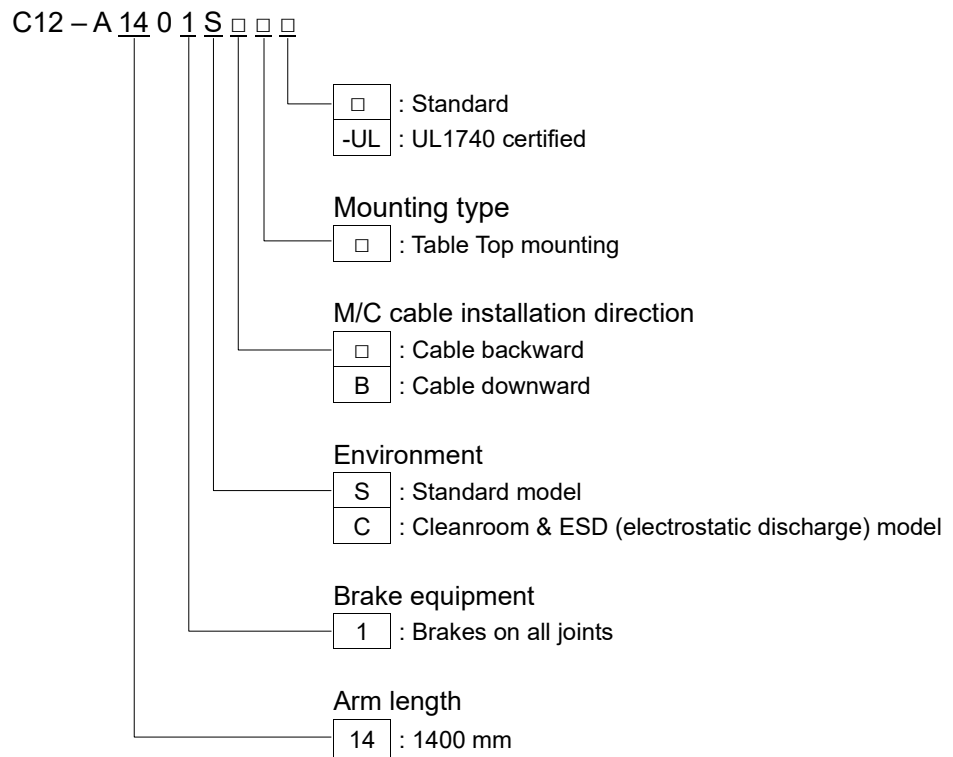 C12 – A 14 0 1 S □ □ □
□ : Standard
-UL : UL1740 certified
Mounting type
□ : Table Top mounting
M/C cable installation direction
□ : Cable backward
B : Cable downward
Environment
S : Standard model
C : Cleanroom & ESD (electrostatic discharge) model
Brake equipment
1 : Brakes on all joints
Arm length
14 : 1400 mm